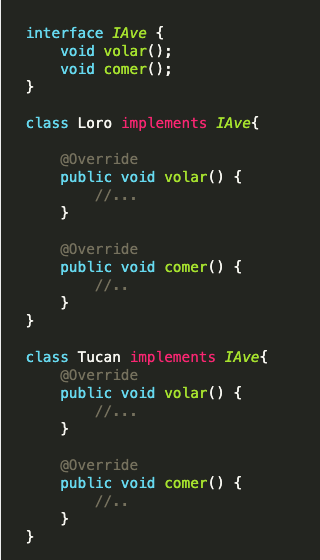 interface IAve {
    void volar();
    void comer();
}

class Loro implements IAve{

    @Override
    public void volar() {
        //...
    }

    @Override
    public void comer() {
        //..
    }
}

class Tucan implements IAve{
    @Override
    public void volar() {
        //...
    }

    @Override
    public void comer() {
        //..
    }
}